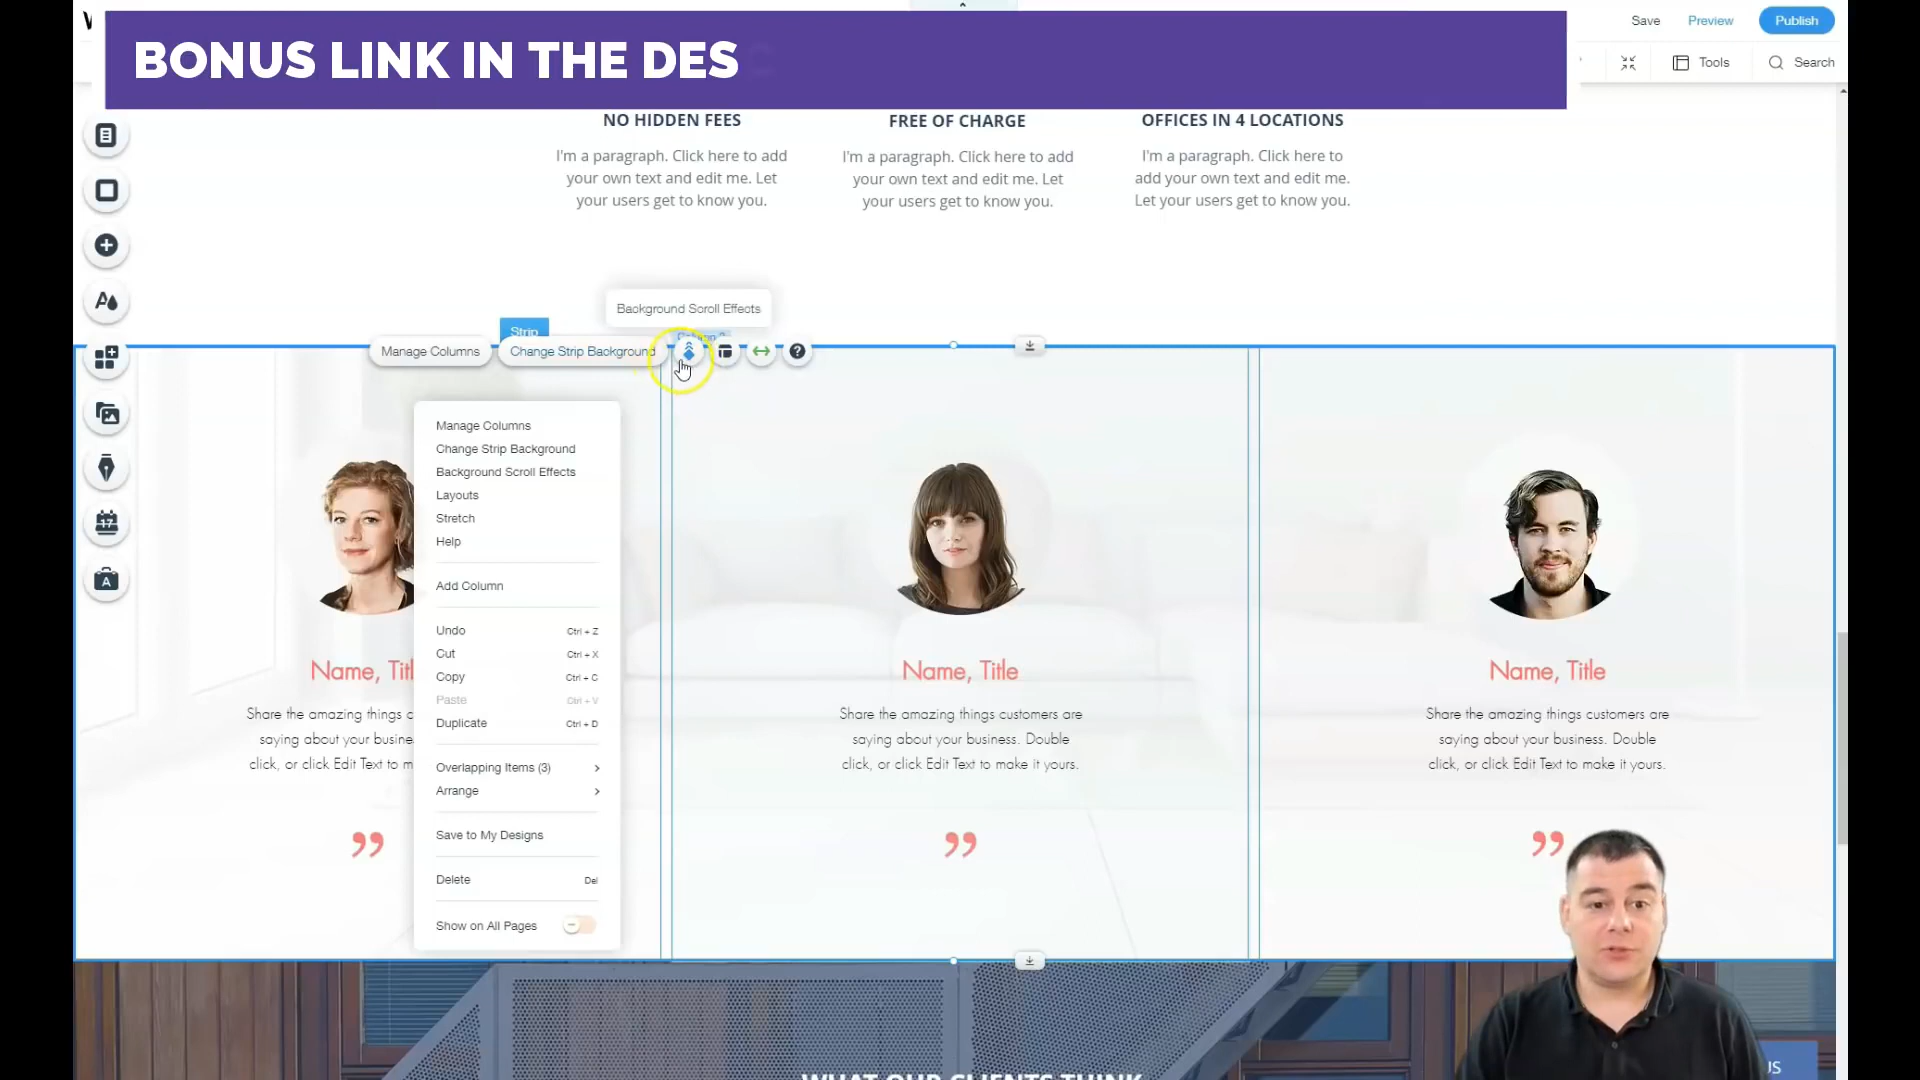 Save Preview Publish
BONUS LINK IN THE DES
Tools Search
NO HIDDEN FEES
I'm a paragraph. Click here to add
your own text and edit me. Let
your users get to know you.
FREE OF CHARGE
I'm a paragraph. Click here to add
your own text and edit me. Let
your users get to know you.
OFFICES IN 4 LOCATIONS
I'm a paragraph. Click here to
add your own text and edit me.
Let your users get to know you.
Background Scroll Effects
Strip
Manage Columns Change Strip Background
Manage Columns
Change Strip Background
Background Scroll Effects
Layouts
Stretch
Help
Add Column
Undo Ctrl + Z
Cut Ctrl + X
Copy Ctrl + C
Paste Ctrl + V
Duplicate Ctrl + D
Overlapping Items (3)
Arrange
Save to My Designs
Delete Del
Show on All Pages
Name, Titl
Share the amazing things c
saying about your busine
click, or click Edit Text to m
”
Name, Title
Share the amazing things customers are
saying about your business. Double
click, or click Edit Text to make it yours.
”
Name, Title
Share the amazing things customers are
saying about your business. Double
click, or click Edit Text to make it yours.
”
WHAT OUR CLIENTS THINK
US